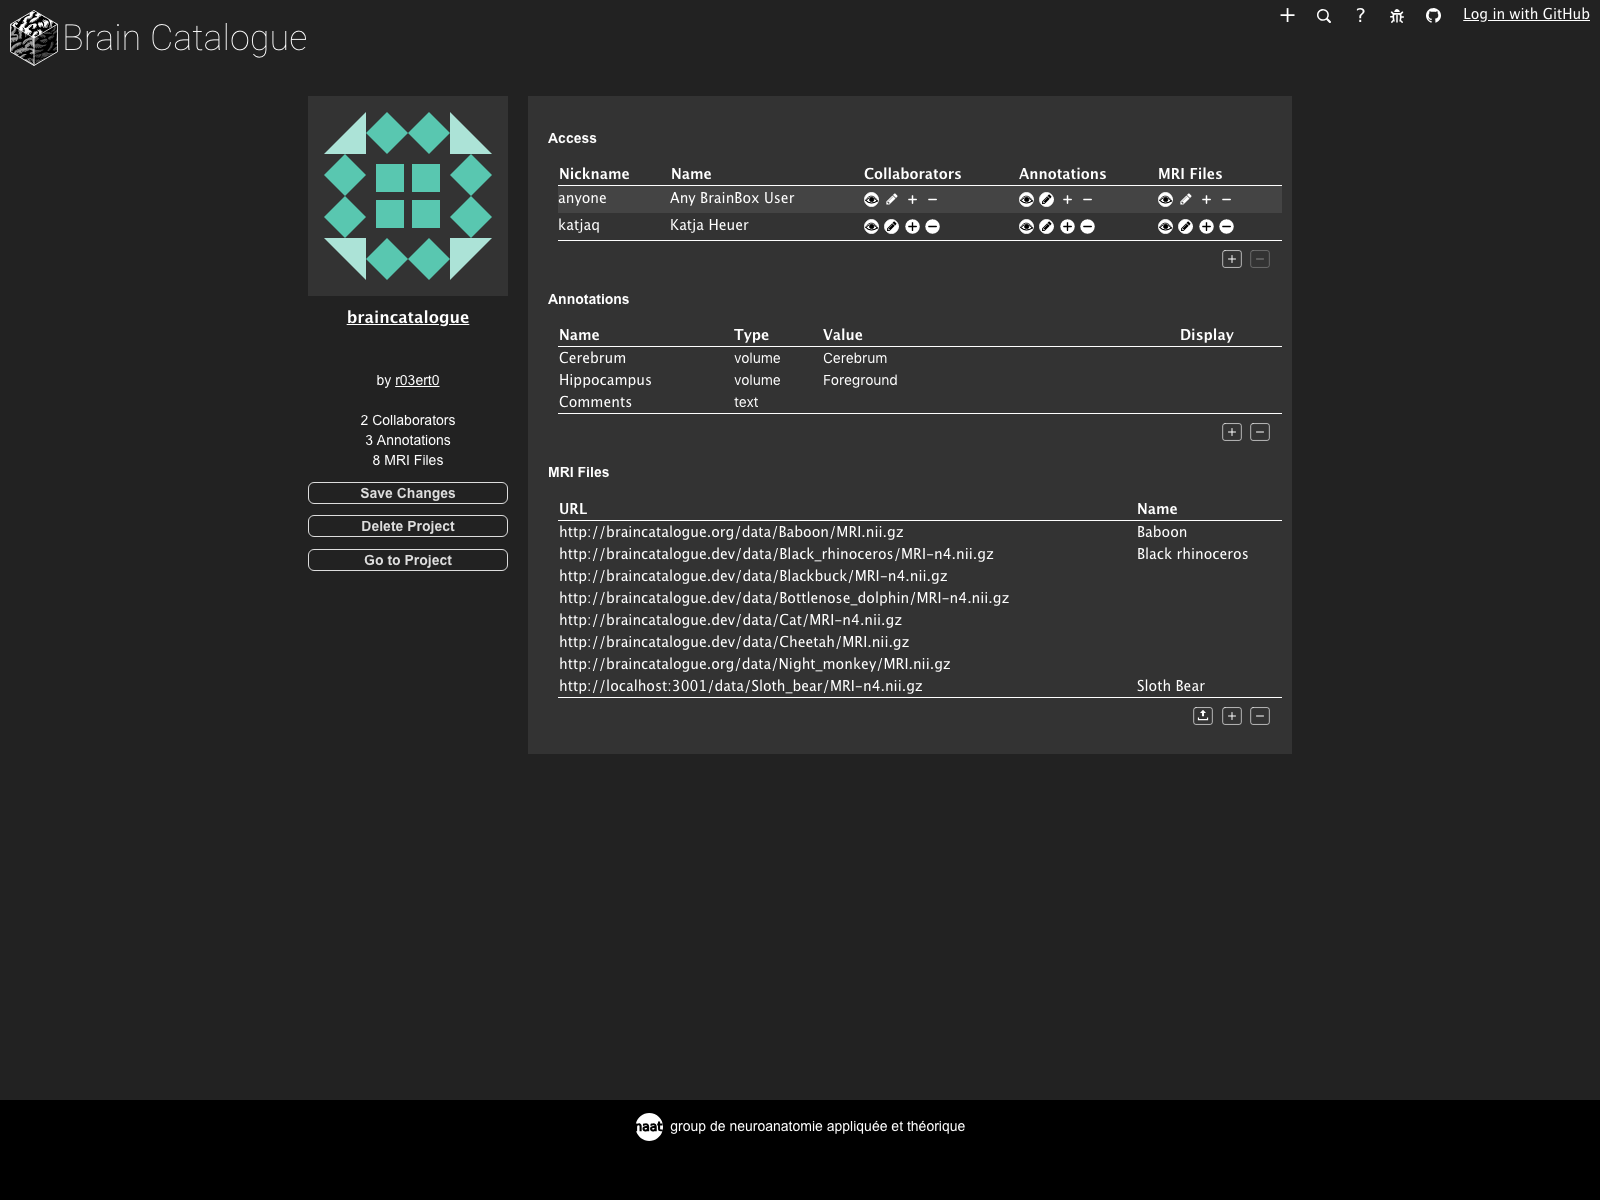 Brain Catalogue
?
Log in with GitHub
braincatalogue
by r03ert0
2 Collaborators
3 Annotations
8 MRI Files
Save Changes
Delete Project
Go to Project
Access
Nickname Name Collaborators Annotations MRI Files
anyone Any BrainBox User
katjaq Katja Heuer
Annotations
Name Type Value Display
Cerebrum volume Cerebrum
Hippocampus volume Foreground
Comments text
MRI Files
URL Name
http://braincatalogue.org/data/Baboon/MRI.nii.gz Baboon
http://braincatalogue.dev/data/Black_rhinoceros/MRI-n4.nii.gz Black rhinoceros
http://braincatalogue.dev/data/Blackbuck/MRI-n4.nii.gz
http://braincatalogue.dev/data/Bottlenose_dolphin/MRI-n4.nii.gz
http://braincatalogue.dev/data/Cat/MRI-n4.nii.gz
http://braincatalogue.dev/data/Cheetah/MRI.nii.gz
http://braincatalogue.org/data/Night_monkey/MRI.nii.gz
http://localhost:3001/data/Sloth_bear/MRI-n4.nii.gz Sloth Bear
naat group de neuroanatomie appliquée et théorique